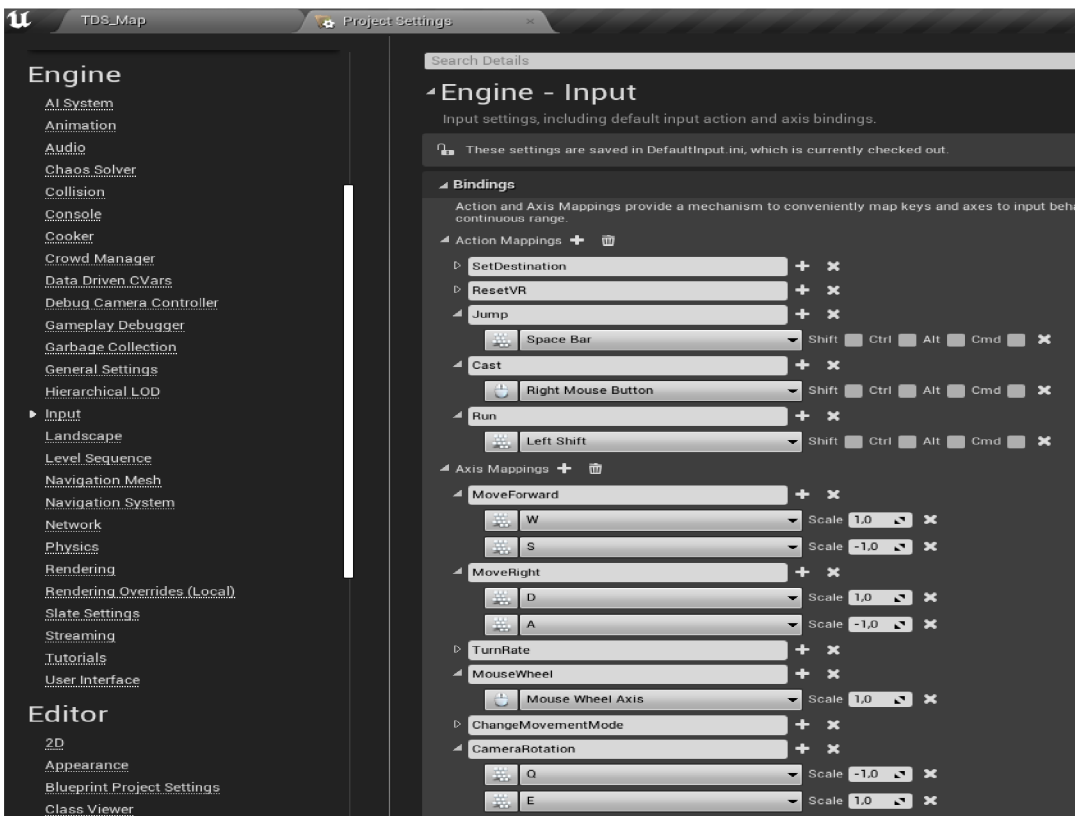 TDS_Map
Project Settings
Engine
AI System
Animation
Audio
Chaos Solver
Collision
Console
Cooker
Crowd Manager
Data Driven CVars
Debug Camera Controller
Gameplay Debugger
Garbage Collection
General Settings
Hierarchical LOD
Input
Landscape
Level Sequence
Navigation Mesh
Navigation System
Network
Physics
Rendering
Rendering Overrides (Local)
Slate Settings
Streaming
Tutorials
User Interface
Editor
2D
Appearance
Blueprint Project Settings
Class Viewer
Search Details
Engine - Input
Input settings, including default input action and axis bindings.
These settings are saved in DefaultInput.ini, which is currently checked out.
Bindings
Action and Axis Mappings provide a mechanism to conveniently map keys and axes to input beha
continuous range.
Action Mappings
SetDestination
ResetVR
Jump
Space Bar Shift Ctrl Alt Cmd
Cast
Right Mouse Button Shift Ctrl Alt Cmd
Run
Left Shift Shift Ctrl Alt Cmd
Axis Mappings
MoveForward
W Scale 1,0
S Scale -1,0
MoveRight
D Scale 1,0
A Scale -1,0
TurnRate
MouseWheel
Mouse Wheel Axis Scale 1,0
ChangeMovementMode
CameraRotation
Q Scale -1,0
E Scale 1,0